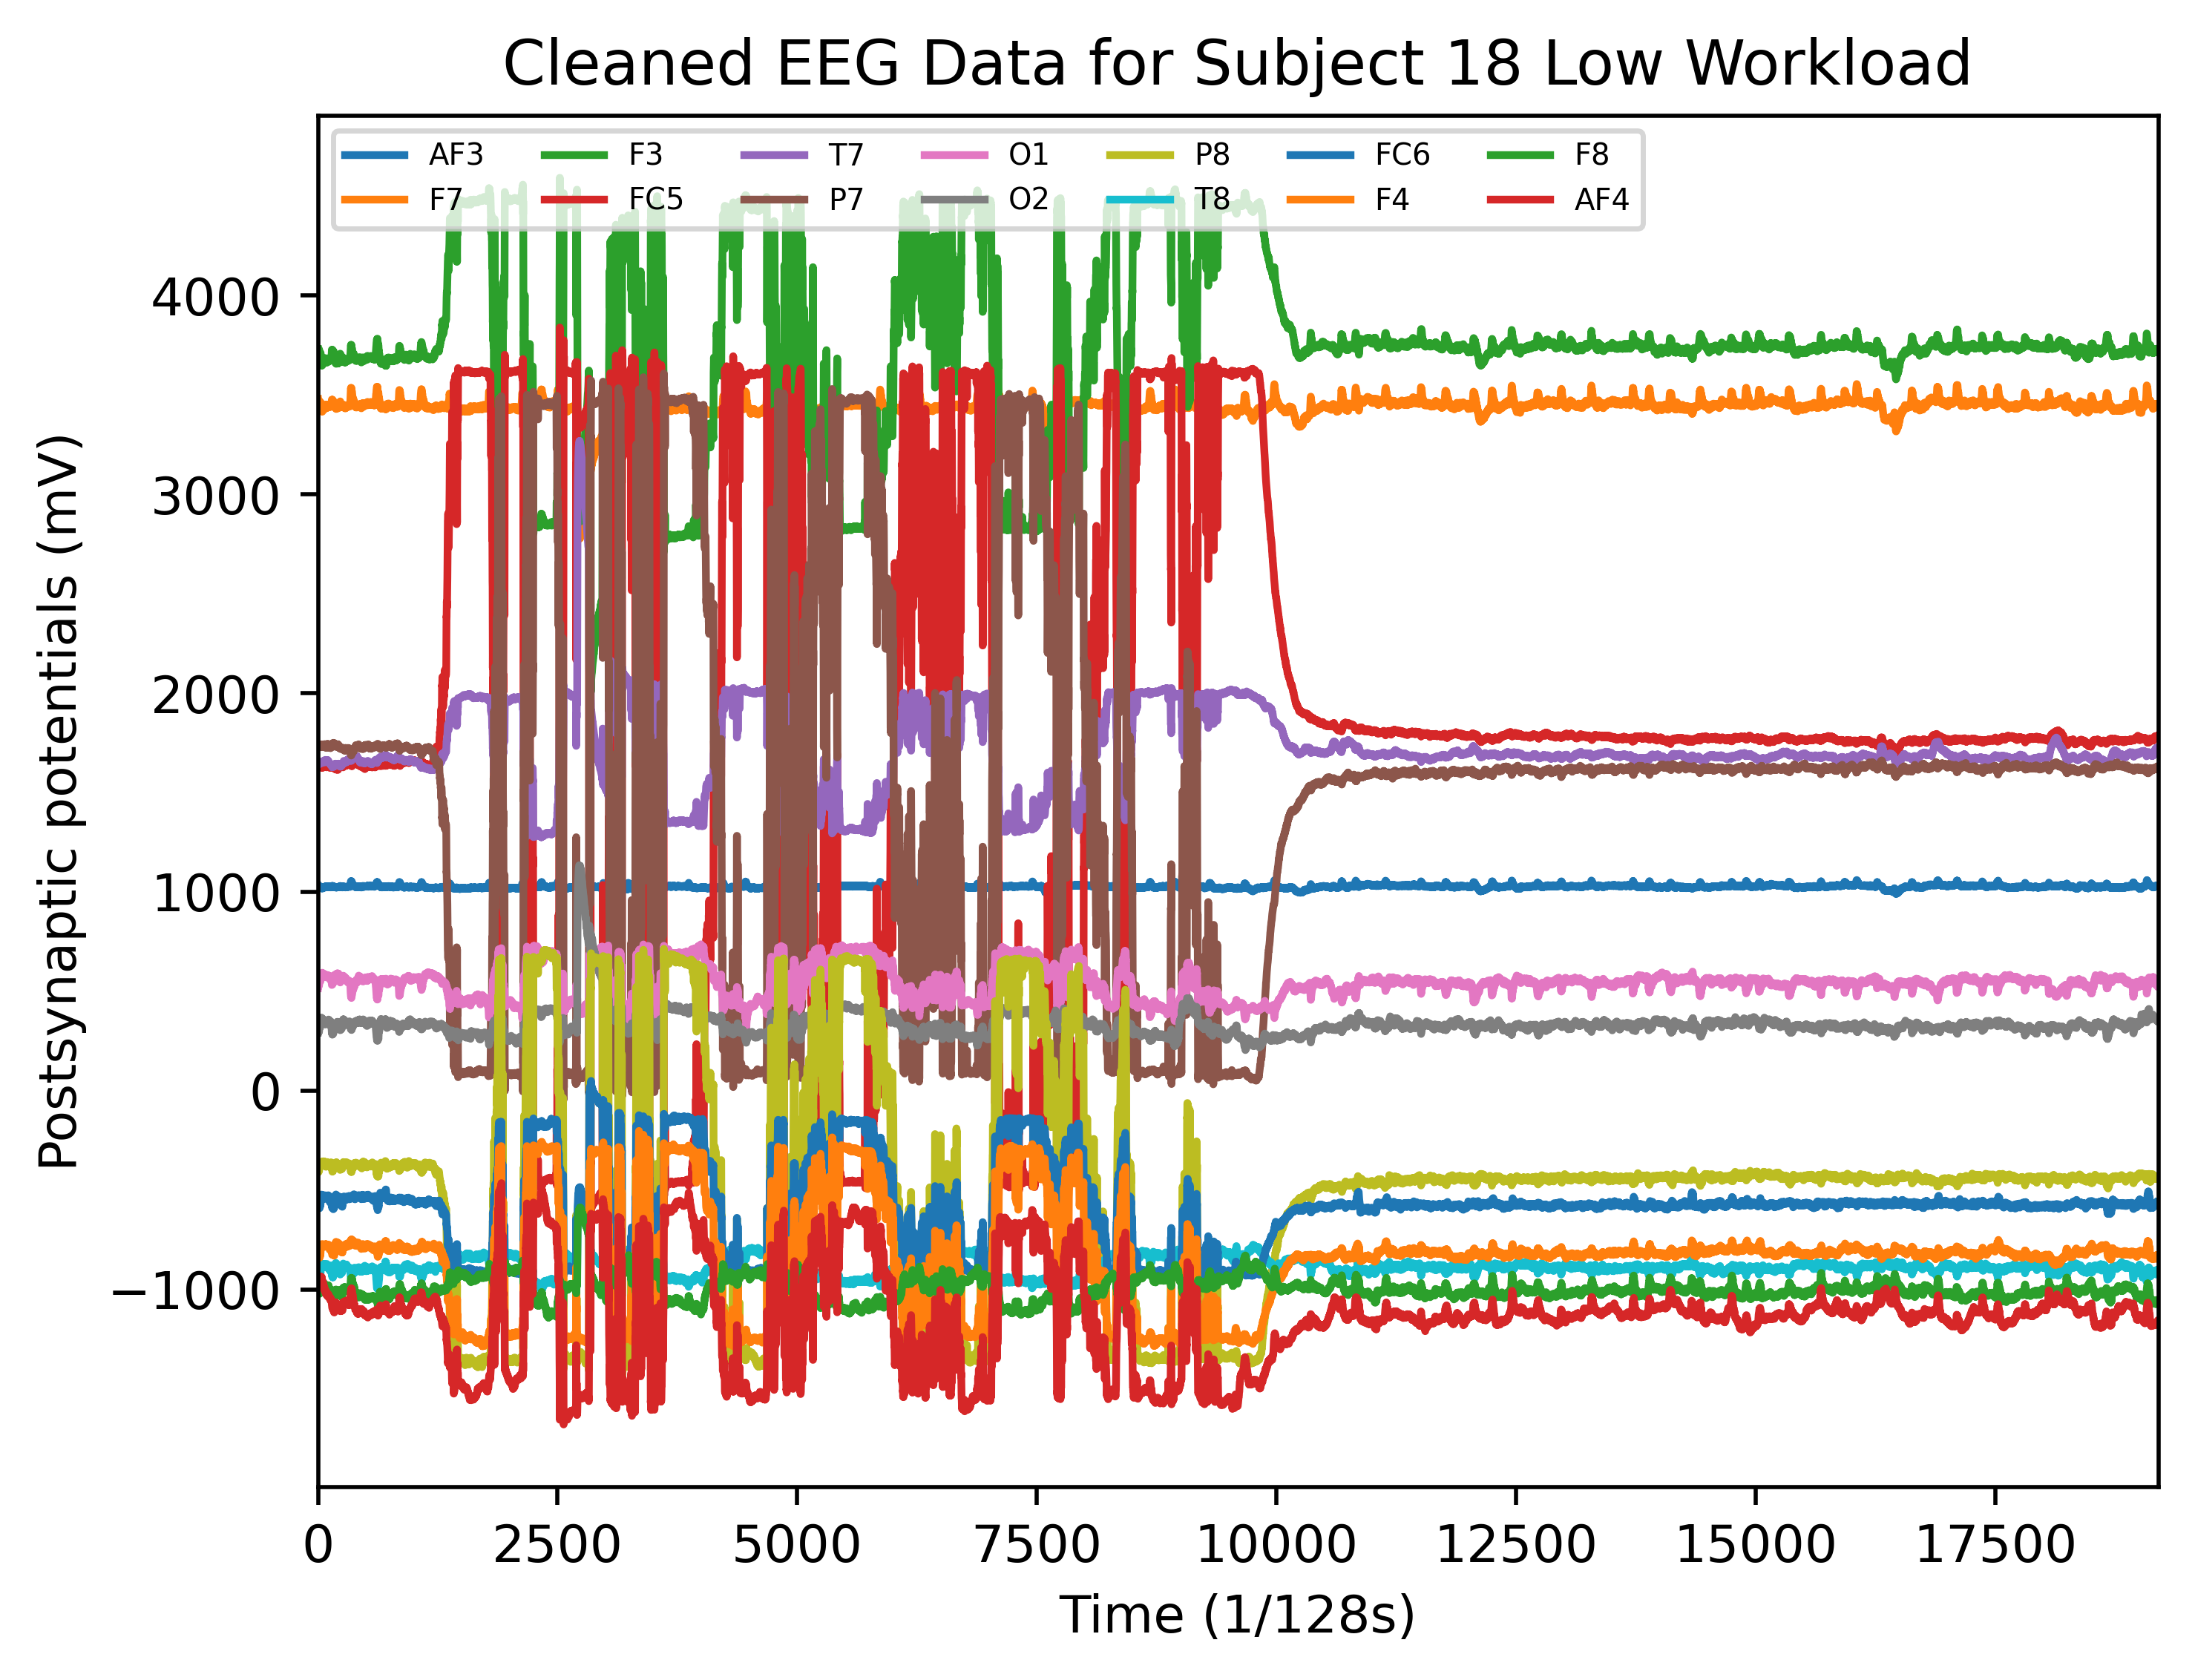 Cleaned EEG Data for Subject 18 Low Workload
AF3 F3 T7 O1 P8 FC6 F8
F7 FC5 P7 O2 T8 F4 AF4
Postsynaptic potentials (mV)
4000
3000
2000
1000
0
−1000
0 2500 5000 7500 10000 12500 15000 17500
Time (1/128s)